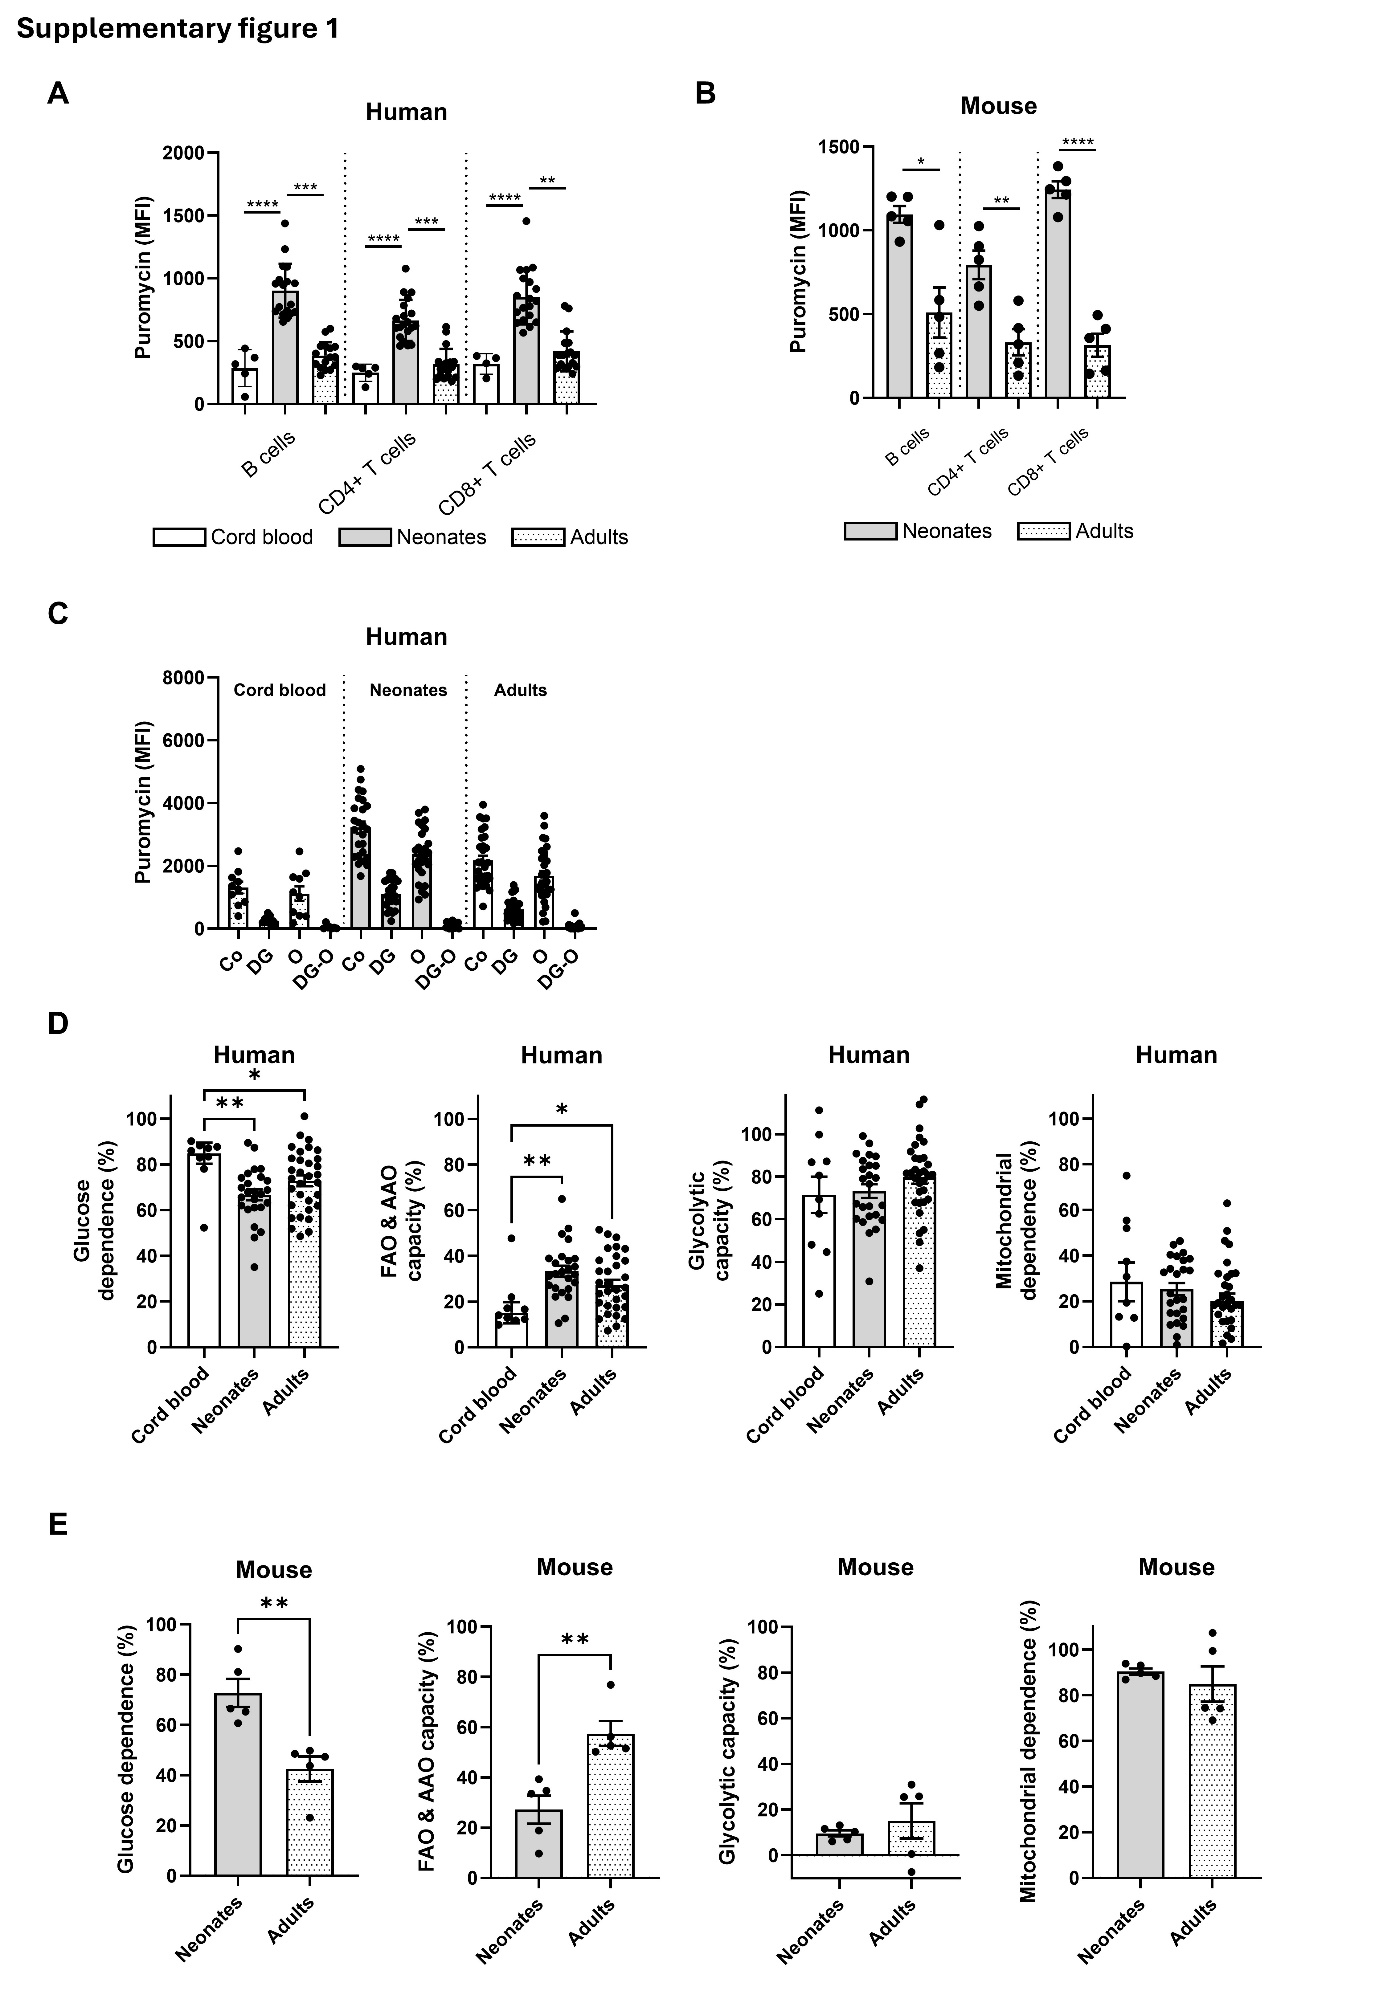 Supplementary figure 1
A
Human
Puromycin (MFI)
2000
1500
1000
500
0
****
***
****
***
****
**
B cells
CD4+ T cells
CD8+ T cells
Cord blood
Neonates
Adults
B
Mouse
Puromycin (MFI)
1500
1000
500
0
*
**
****
B cells
CD4+ T cells
CD8+ T cells
Neonates
Adults
C
Human
Puromycin (MFI)
8000
6000
4000
2000
0
Cord blood
Neonates
Adults
Co
DG
O
DG-O
Co
DG
O
DG-O
Co
DG
O
DG-O
D
Human
Glucose
dependence (%)
100
80
60
40
20
0
*
**
Cord blood
Neonates
Adults
Human
FAO & AAO
capacity (%)
100
80
60
40
20
0
*
**
Cord blood
Neonates
Adults
Human
Glycolytic
capacity (%)
100
80
60
40
20
0
Cord blood
Neonates
Adults
Human
Mitochondrial
dependence (%)
100
80
60
40
20
0
Cord blood
Neonates
Adults
E
Mouse
Glucose dependence (%)
100
80
60
40
20
0
**
Neonates
Adults
Mouse
FAO & AAO capacity (%)
100
80
60
40
20
0
**
Neonates
Adults
Mouse
Glycolytic capacity (%)
100
80
60
40
20
0
Neonates
Adults
Mouse
Mitochondrial dependence (%)
100
80
60
40
20
0
Neonates
Adults